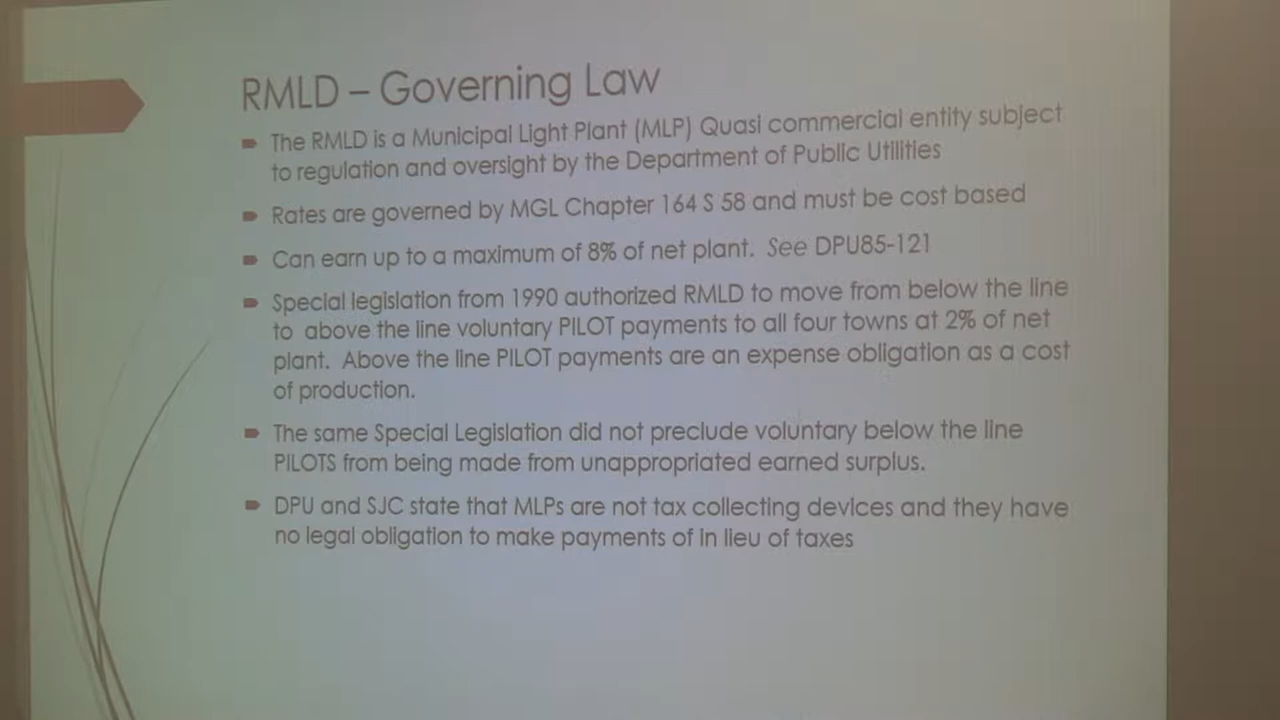 RMLD – Governing Law
The RMLD is a Municipal Light Plant (MLP) Quasi commercial entity subject
to regulation and oversight by the Department of Public Utilities
Rates are governed by MGL Chapter 164 S 58 and must be cost based
Can earn up to a maximum of 8% of net plant. See DPU85-121
Special legislation from 1990 authorized RMLD to move from below the line
to above the line voluntary PILOT payments to all four towns at 2% of net
plant. Above the line PILOT payments are an expense obligation as a cost
of production.
The same Special Legislation did not preclude voluntary below the line
PILOTS from being made from unappropriated earned surplus.
DPU and SJC state that MLPs are not tax collecting devices and they have
no legal obligation to make payments of in lieu of taxes